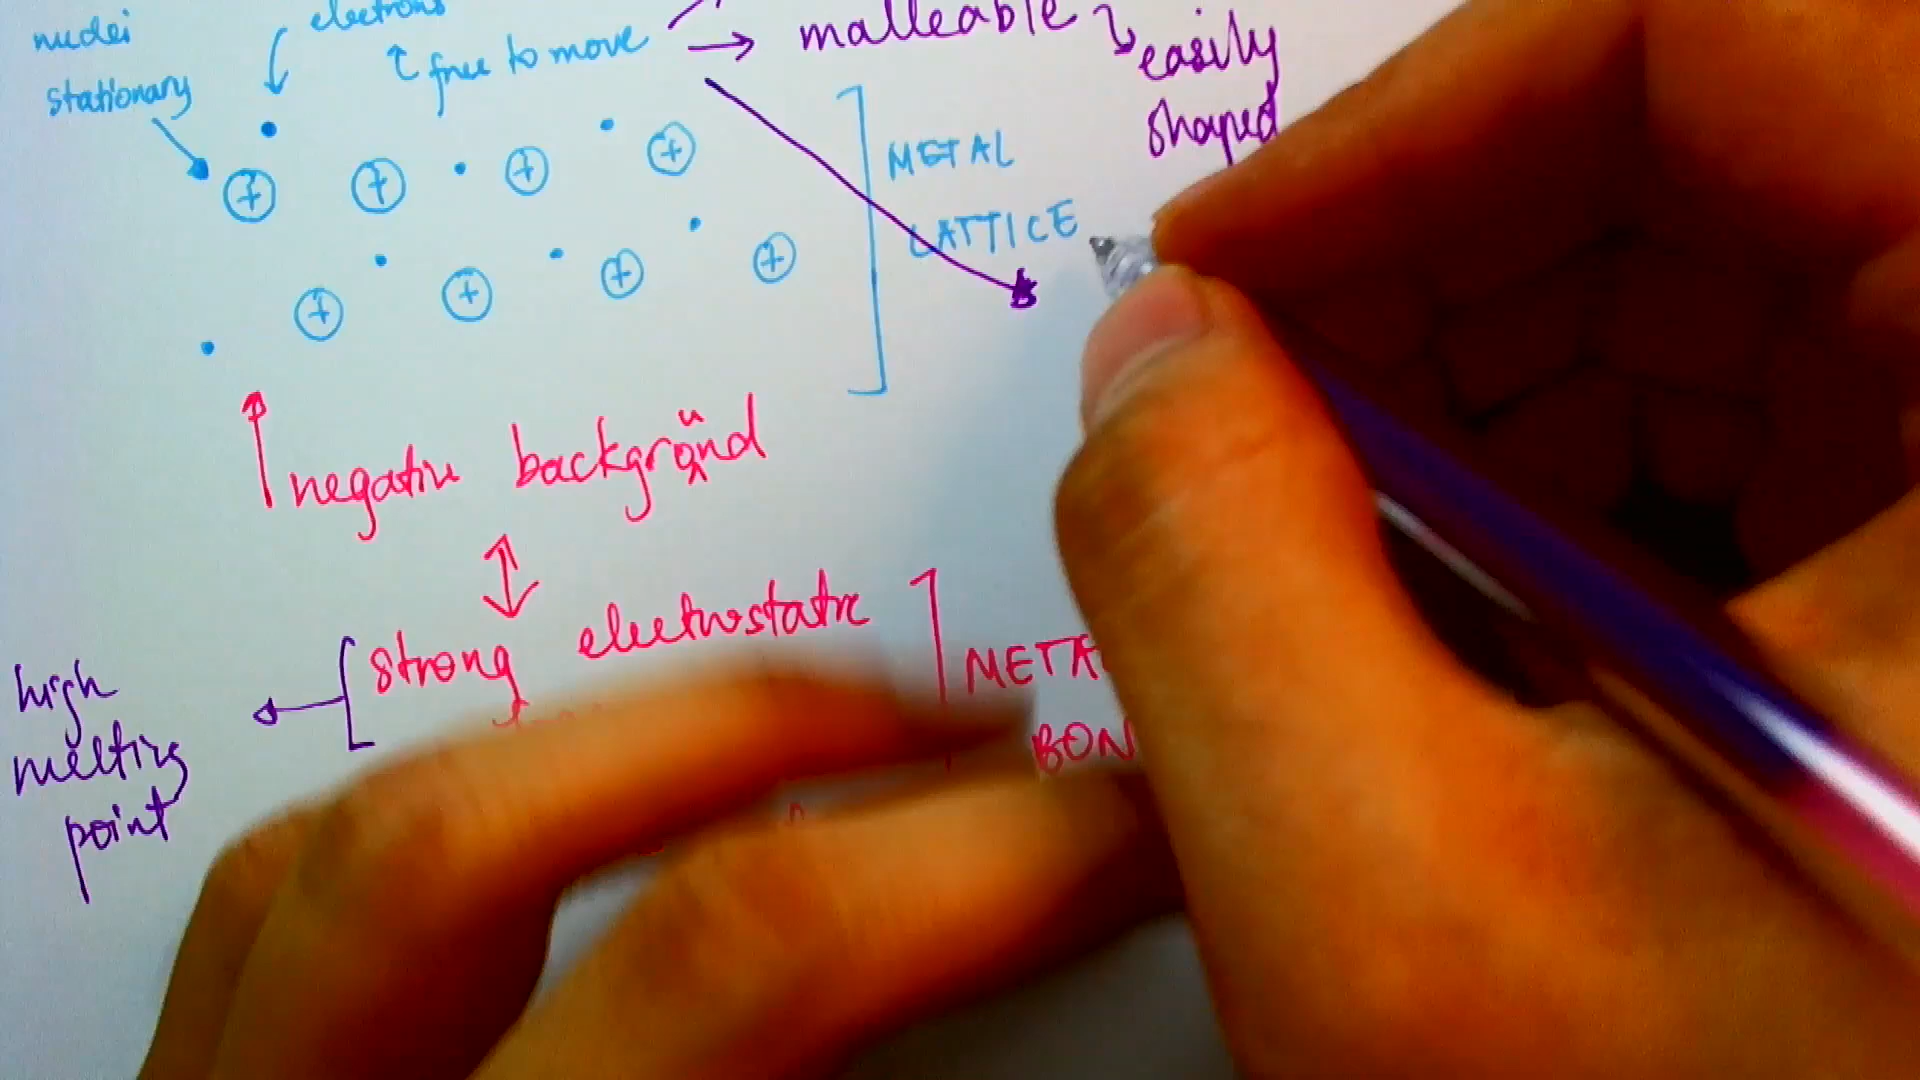 nuclei
stationary
electrons
free to move
malleable
easily
shaped
METAL
LATTICE
negative background
strong electrostatic
high
melting
point